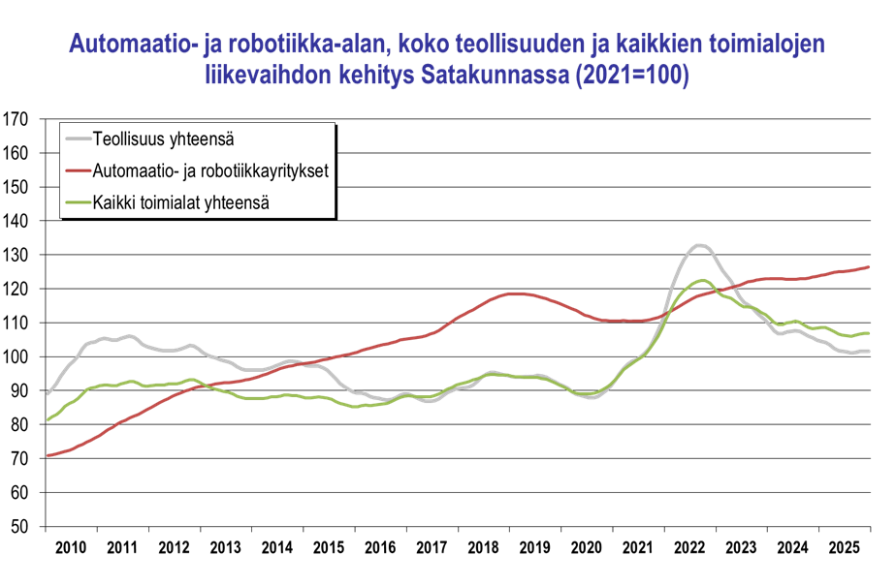 Automaatio- ja robotiikka-alan, koko teollisuuden ja kaikkien toimialojen
liikevaihdon kehitys Satakunnassa (2021=100)
170
160
150
140
130
120
110
100
90
80
70
60
50
Teollisuus yhteensä
Automaatio- ja robotiikkayritykset
Kaikki toimialat yhteensä
2010 2011 2012 2013 2014 2015 2016 2017 2018 2019 2020 2021 2022 2023 2024 2025